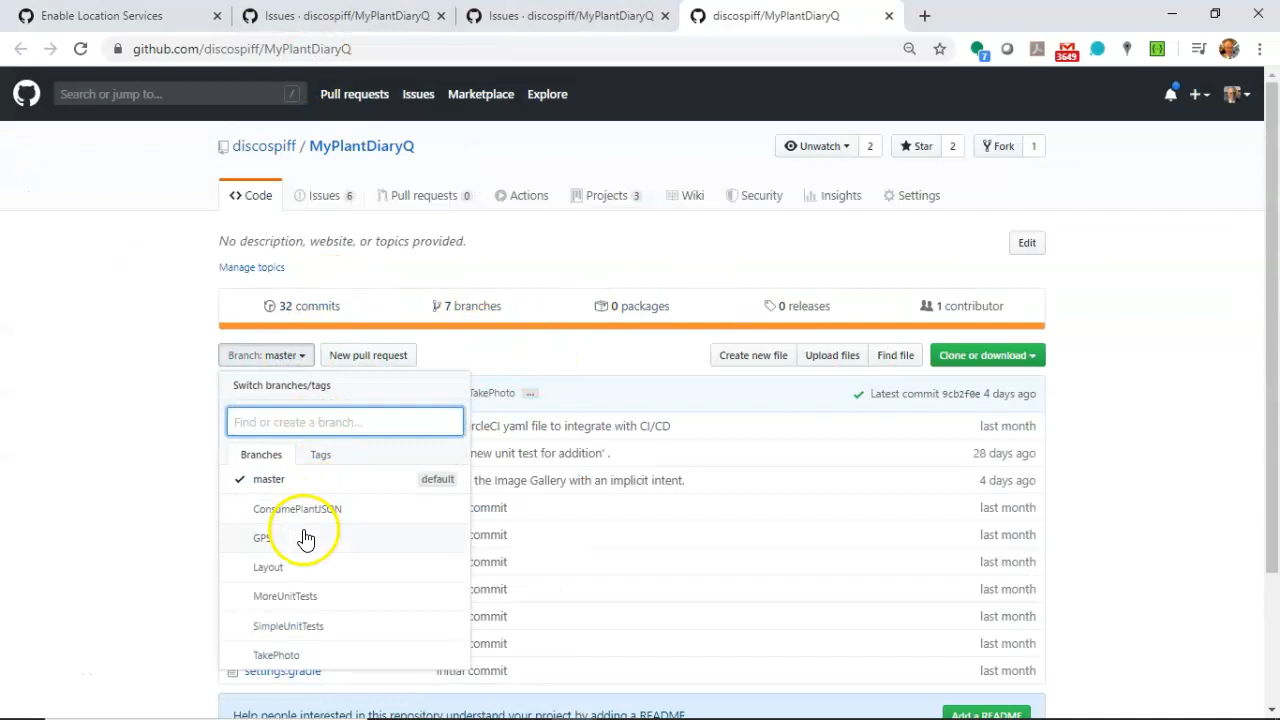 Enable Location Services
Issues · discospiff/MyPlantDiaryQ
Issues · discospiff/MyPlantDiaryQ
discospiff/MyPlantDiaryQ
github.com/discospiff/MyPlantDiaryQ
7
3649
Search or jump to...
/
Pull requests
Issues
Marketplace
Explore
discospiff / MyPlantDiaryQ
Unwatch 2
Star 2
Fork 1
Code
Issues 6
Pull requests 0
Actions
Projects 3
Wiki
Security
Insights
Settings
No description, website, or topics provided.
Edit
Manage topics
32 commits
7 branches
0 packages
0 releases
1 contributor
Branch: master
New pull request
Create new file
Upload files
Find file
Clone or download
Switch branches/tags
Find or create a branch...
Branches
Tags
master
default
ConsumePlantJSON
GPS
Layout
MoreUnitTests
SimpleUnitTests
TakePhoto
TakePhoto ...
Latest commit 9cb2f0e 4 days ago
rcleCI yaml file to integrate with CI/CD
last month
new unit test for addition' .
28 days ago
the Image Gallery with an implicit intent.
4 days ago
commit
last month
commit
last month
commit
last month
commit
last month
commit
last month
commit
last month
settings.gradle
initial commit
last month
Help people interested in this repository understand your project by adding a README.
Add a README